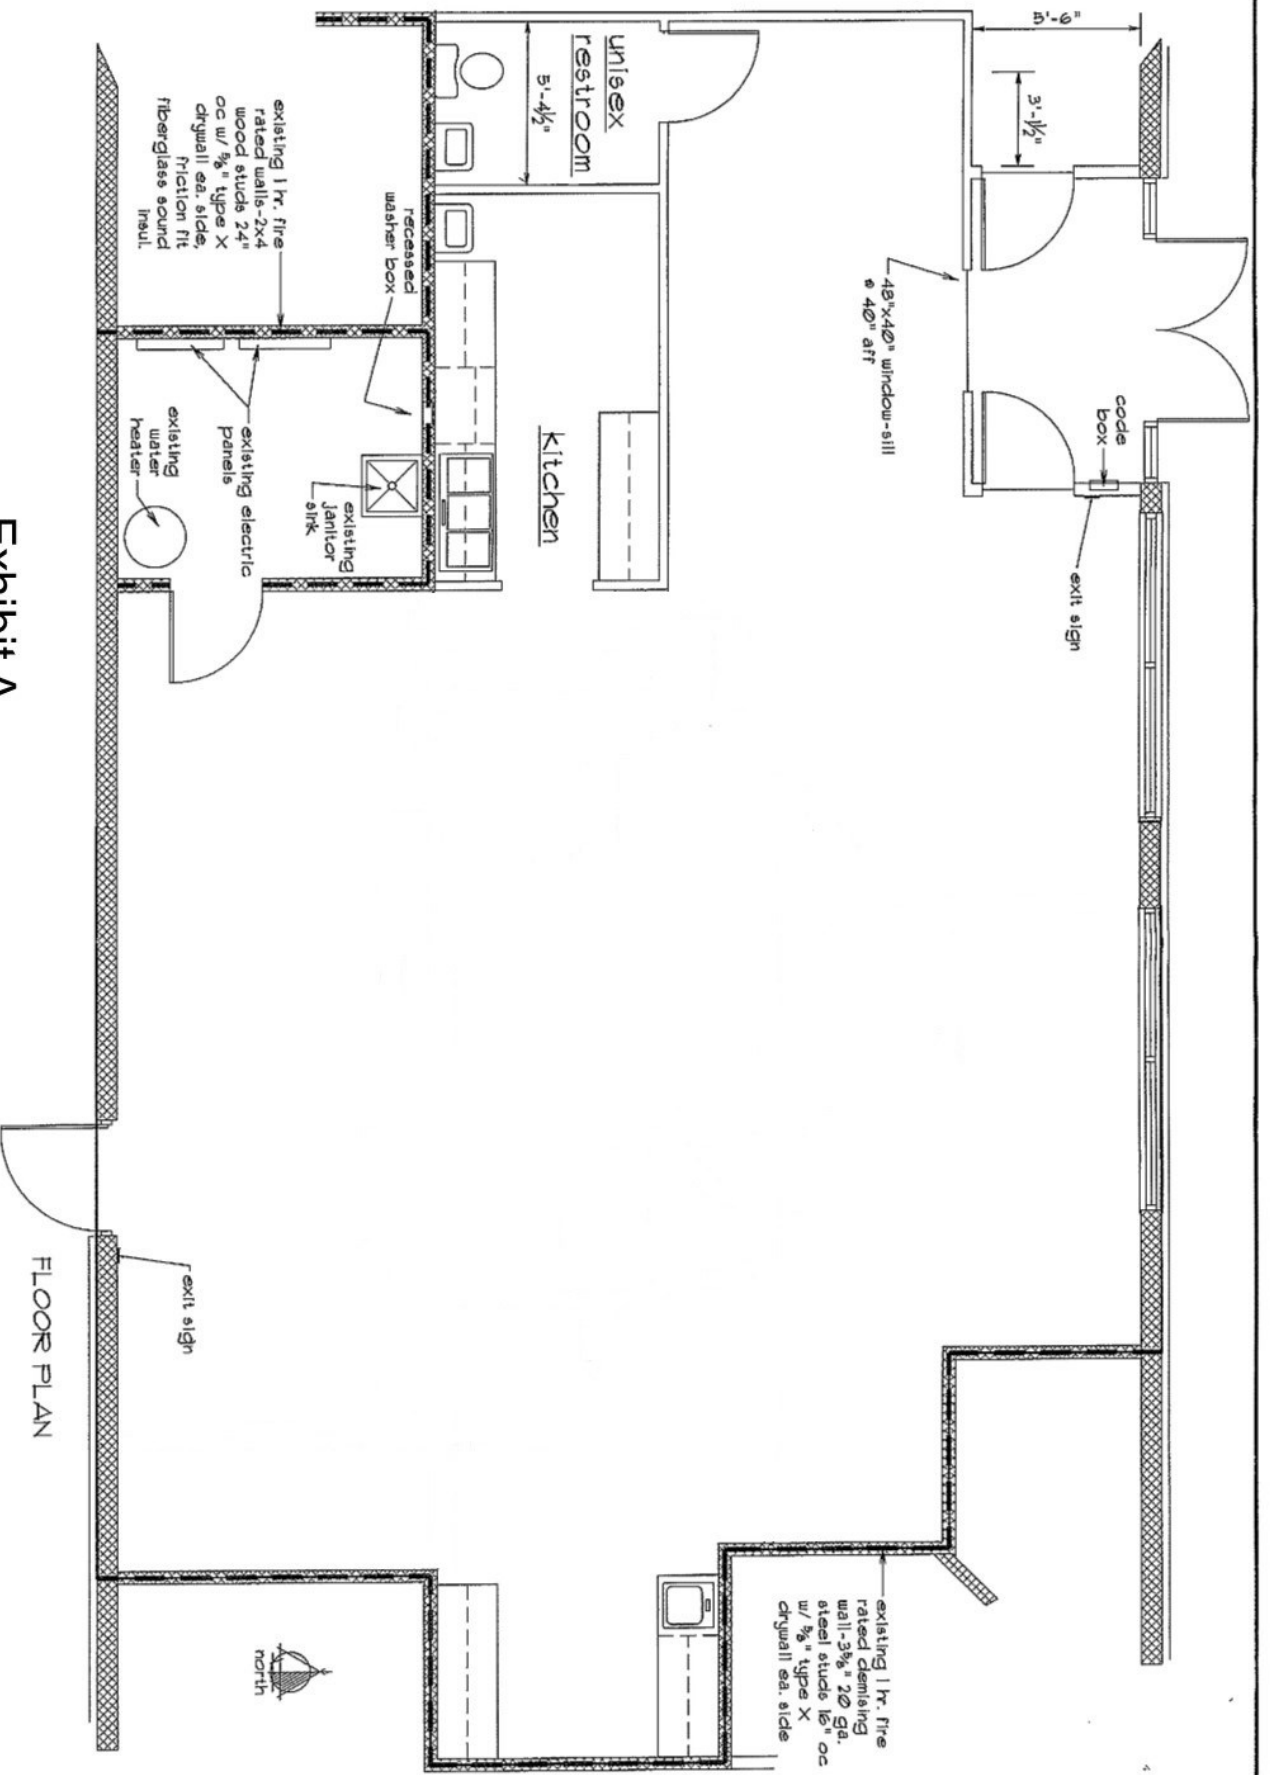 5'-6"
3'-1½"
unisex
restroom
5'-4½"
existing 1 hr. fire
rated walls-2x4
wood studs 24"
oc w/ ⅝" type X
drywall ea. side,
friction fit
fiberglass sound
insul.
recessed
washer box
48"x40" window-sill
@ 40" aff
code
box
exit sign
kitchen
existing
janitor
sink
existing electric
panels
existing
water
heater
Exhibit A
exit sign
FLOOR PLAN
existing 1 hr. fire
rated demising
wall-3⅝" 20 ga.
steel studs 16" oc
w/ ⅝" type X
drywall ea. side
north